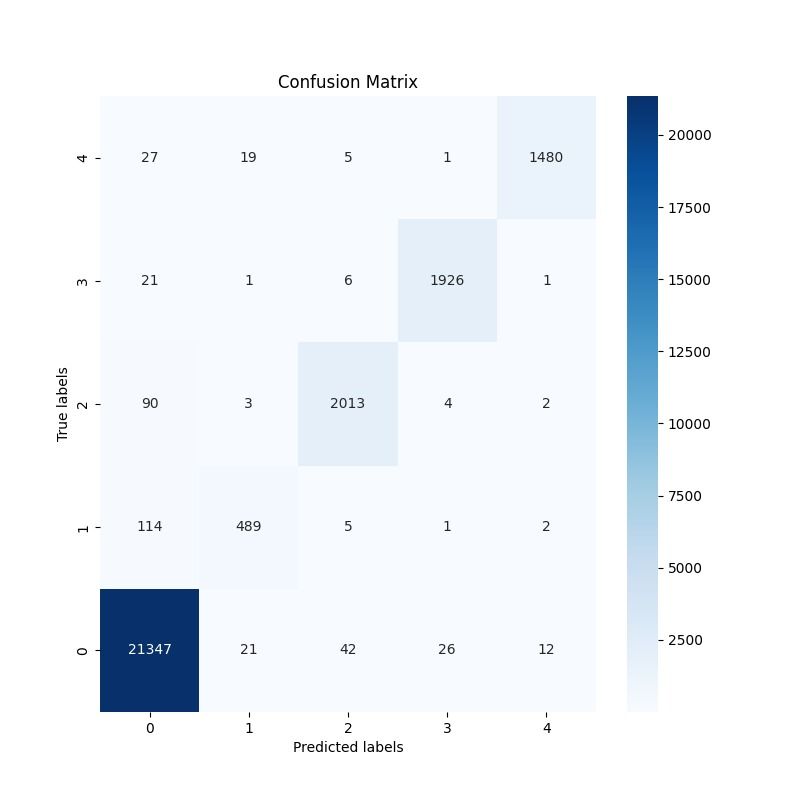 Confusion Matrix
4 27 19 5 1 1480
3 21 1 6 1926 1
2 90 3 2013 4 2
1 114 489 5 1 2
0 21347 21 42 26 12
0 1 2 3 4
Predicted labels
True labels
20000
17500
15000
12500
10000
7500
5000
2500